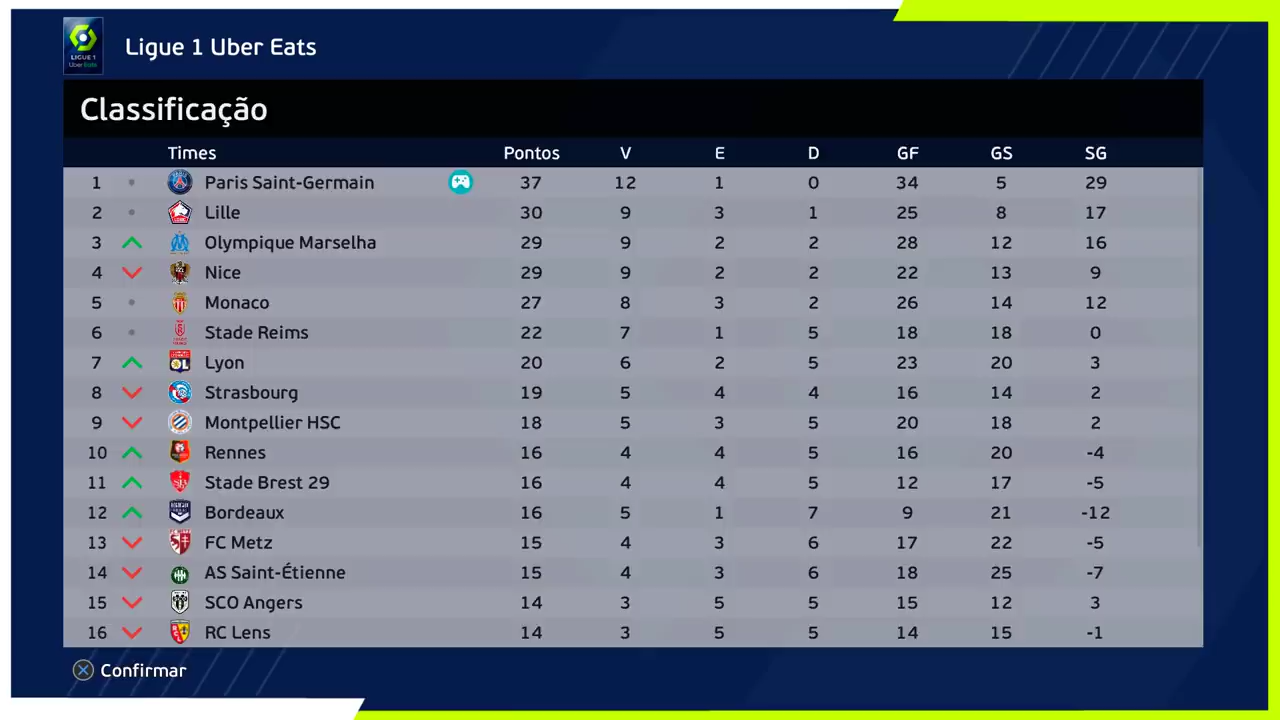 LIGUE 1
Uber Eats
Ligue 1 Uber Eats
Classificação
Times Pontos V E D GF GS SG
1 Paris Saint-Germain 37 12 1 0 34 5 29
2 Lille 30 9 3 1 25 8 17
3 Olympique Marselha 29 9 2 2 28 12 16
4 Nice 29 9 2 2 22 13 9
5 Monaco 27 8 3 2 26 14 12
6 Stade Reims 22 7 1 5 18 18 0
7 Lyon 20 6 2 5 23 20 3
8 Strasbourg 19 5 4 4 16 14 2
9 Montpellier HSC 18 5 3 5 20 18 2
10 Rennes 16 4 4 5 16 20 -4
11 Stade Brest 29 16 4 4 5 12 17 -5
12 Bordeaux 16 5 1 7 9 21 -12
13 FC Metz 15 4 3 6 17 22 -5
14 AS Saint-Étienne 15 4 3 6 18 25 -7
15 SCO Angers 14 3 5 5 15 12 3
16 RC Lens 14 3 5 5 14 15 -1
Confirmar